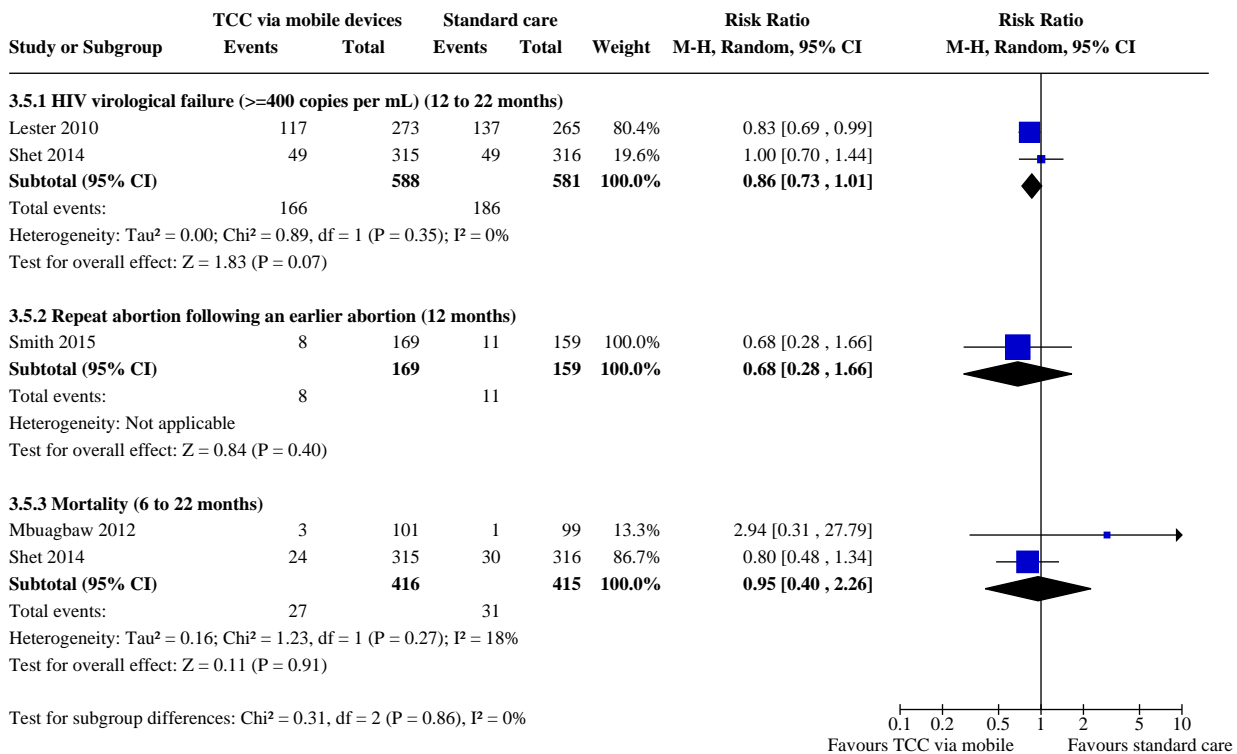 TCC via mobile devices Standard care Risk Ratio Risk Ratio
Study or Subgroup Events Total Events Total Weight M-H, Random, 95% CI M-H, Random, 95% CI
3.5.1 HIV virological failure (>=400 copies per mL) (12 to 22 months)
Lester 2010 117 273 137 265 80.4% 0.83 [0.69 , 0.99]
Shet 2014 49 315 49 316 19.6% 1.00 [0.70 , 1.44]
Subtotal (95% CI) 588 581 100.0% 0.86 [0.73 , 1.01]
Total events: 166 186
Heterogeneity: Tau² = 0.00; Chi² = 0.89, df = 1 (P = 0.35); I² = 0%
Test for overall effect: Z = 1.83 (P = 0.07)
3.5.2 Repeat abortion following an earlier abortion (12 months)
Smith 2015 8 169 11 159 100.0% 0.68 [0.28 , 1.66]
Subtotal (95% CI) 169 159 100.0% 0.68 [0.28 , 1.66]
Total events: 8 11
Heterogeneity: Not applicable
Test for overall effect: Z = 0.84 (P = 0.40)
3.5.3 Mortality (6 to 22 months)
Mbuagbaw 2012 3 101 1 99 13.3% 2.94 [0.31 , 27.79]
Shet 2014 24 315 30 316 86.7% 0.80 [0.48 , 1.34]
Subtotal (95% CI) 416 415 100.0% 0.95 [0.40 , 2.26]
Total events: 27 31
Heterogeneity: Tau² = 0.16; Chi² = 1.23, df = 1 (P = 0.27); I² = 18%
Test for overall effect: Z = 0.11 (P = 0.91)
Test for subgroup differences: Chi² = 0.31, df = 2 (P = 0.86), I² = 0%
0.1 0.2 0.5 1 2 5 10
Favours TCC via mobile Favours standard care